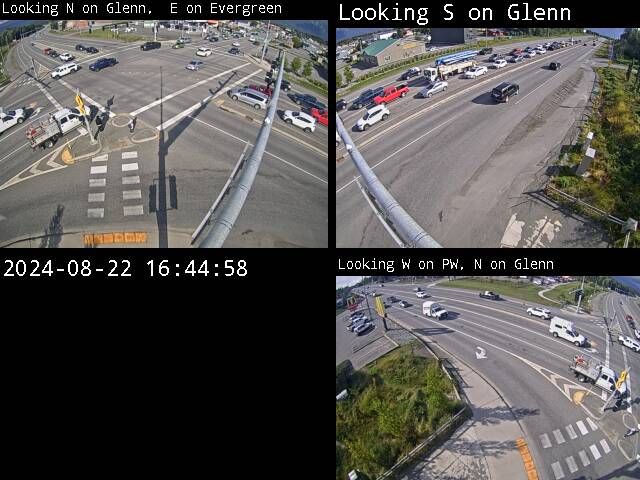 Looking N on Glenn,  E on Evergreen
Looking S on Glenn
2024-08-22 16:44:58
Looking W on PW, N on Glenn